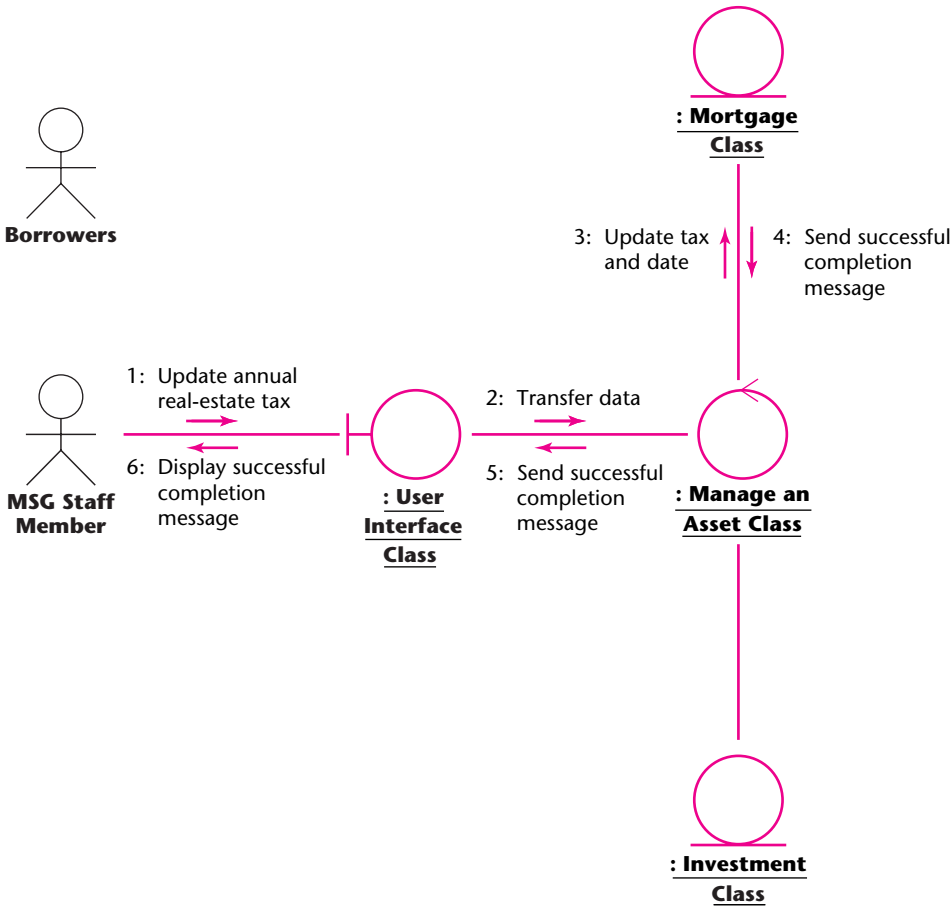 : Mortgage
Class
Borrowers
3: Update tax
and date
4: Send successful
completion
message
1: Update annual
real-estate tax
2: Transfer data
6: Display successful
completion
message
5: Send successful
completion
message
MSG Staff
Member
: User
Interface
Class
: Manage an
Asset Class
: Investment
Class